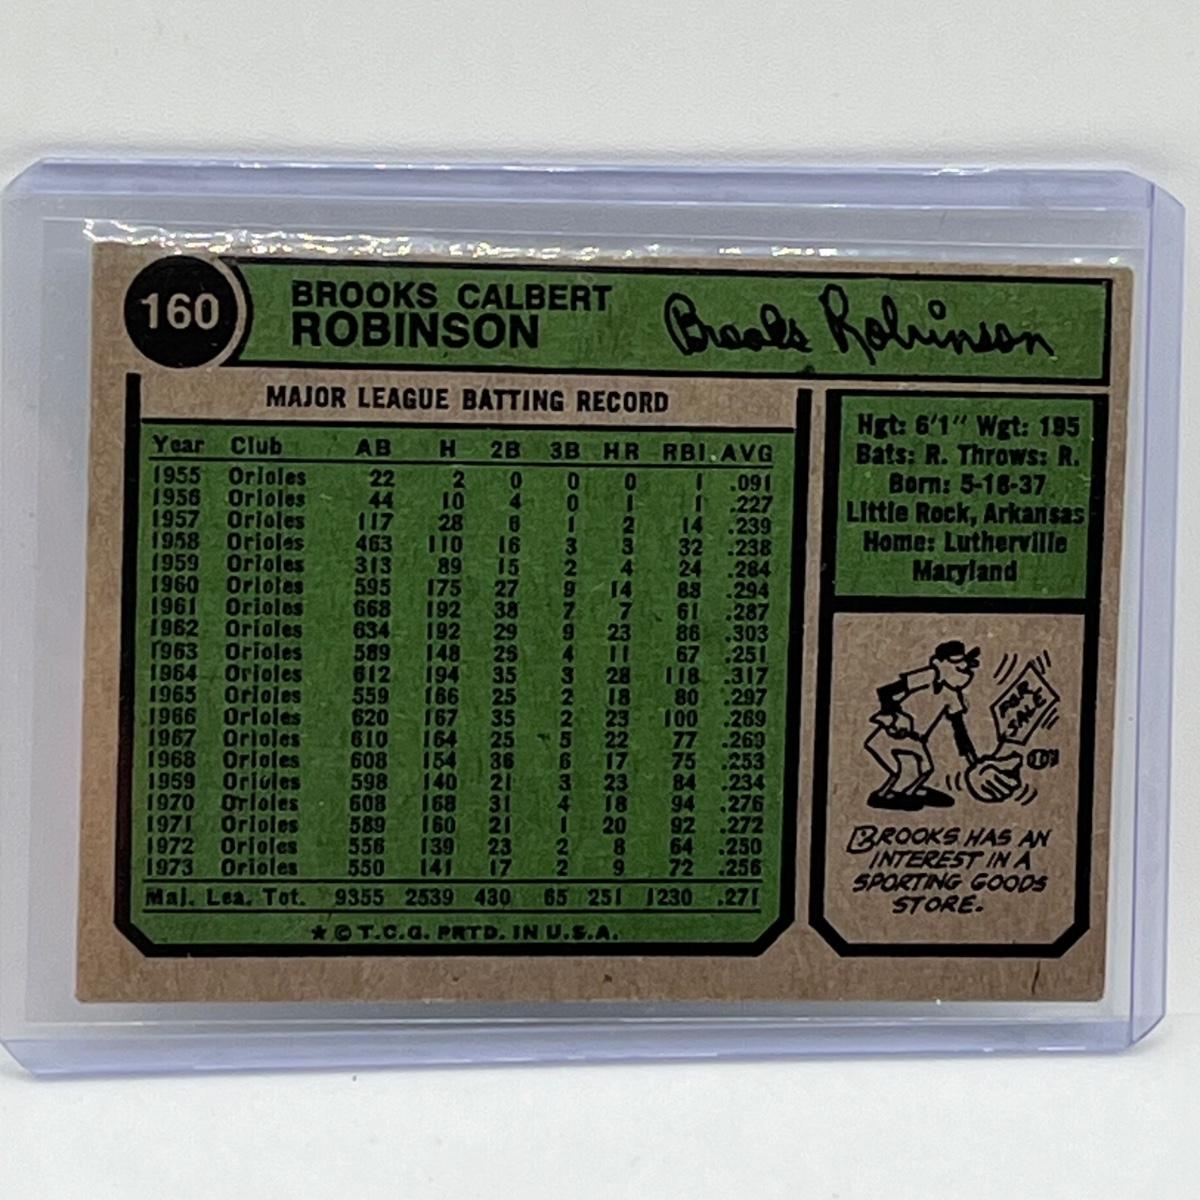 160
BROOKS CALBERT
ROBINSON
Brooks Robinson
MAJOR LEAGUE BATTING RECORD
Year Club AB H 2B 3B HR RBI AVG
1955 Orioles 22 2 0 0 0 1 .091
1956 Orioles 44 10 4 0 1 1 .227
1957 Orioles 117 28 6 1 2 14 .239
1958 Orioles 463 110 16 3 3 32 .238
1959 Orioles 313 89 15 2 4 24 .284
1960 Orioles 595 175 27 9 14 88 .294
1961 Orioles 668 192 38 7 7 61 .287
1962 Orioles 634 192 29 9 23 86 .303
1963 Orioles 589 148 26 4 11 67 .251
1964 Orioles 612 194 35 3 28 118 .317
1965 Orioles 559 166 25 2 18 80 .297
1966 Orioles 620 167 35 2 23 100 .269
1967 Orioles 610 164 25 5 22 77 .269
1968 Orioles 608 154 36 6 17 75 .253
1959 Orioles 598 140 21 3 23 84 .234
1970 Orioles 608 168 31 4 18 94 .276
1971 Orioles 589 160 21 1 20 92 .272
1972 Orioles 556 139 23 2 8 64 .250
1973 Orioles 550 141 17 2 9 72 .256
Maj. Lea. Tot. 9355 2539 430 65 251 1230 .271
★ © T.C.G. PRTD. IN U.S.A.
Hgt: 6'1" Wgt: 195
Bats: R. Throws: R.
Born: 5-18-37
Little Rock, Arkansas
Home: Lutherville
Maryland
FOR
SALE
BROOKS HAS AN
INTEREST IN A
SPORTING GOODS
STORE.